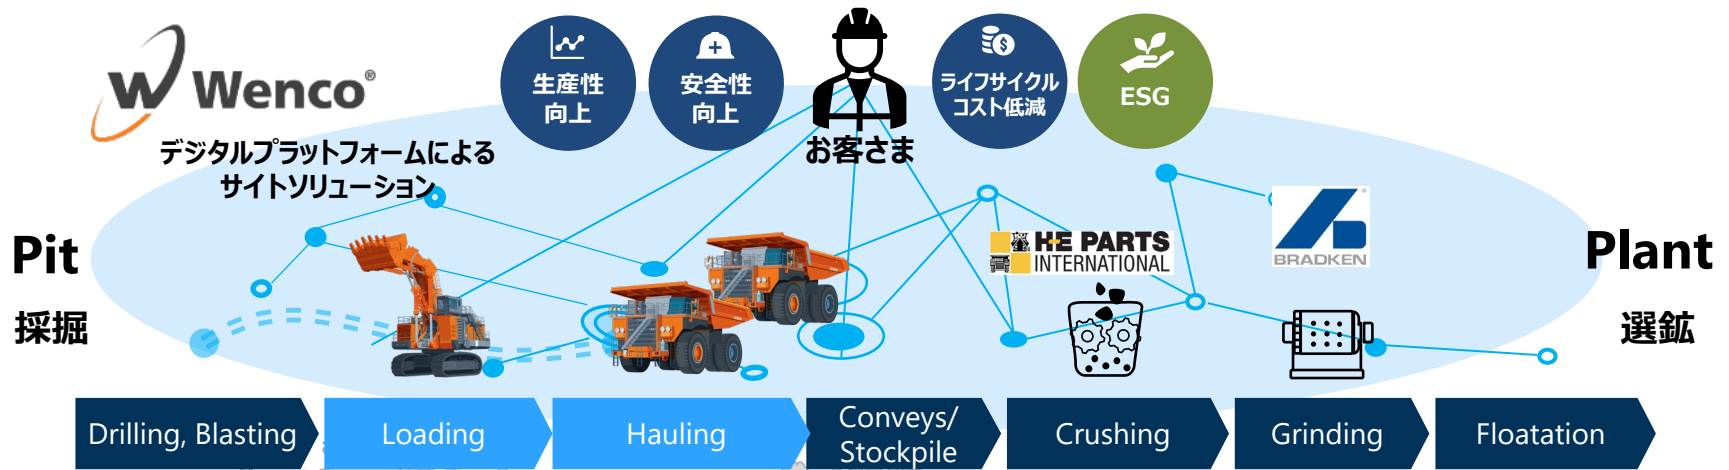 Wenco®
デジタルプラットフォームによる
サイトソリューション
生産性
向上
安全性
向上
お客さま
ライフサイクル
コスト低減
ESG
Pit
採掘
H-E PARTS
INTERNATIONAL
BRADKEN
Plant
選鉱
Drilling, Blasting
Loading
Hauling
Conveys/
Stockpile
Crushing
Grinding
Floatation